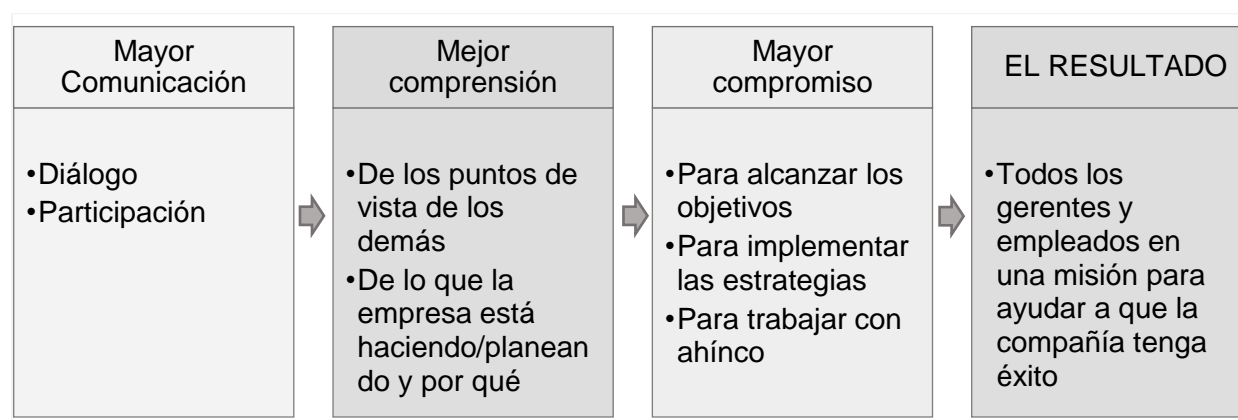 Mayor
Comunicación
•Diálogo
•Participación
Mejor
comprensión
•De los puntos de
vista de los
demás
•De lo que la
empresa está
haciendo/planean
do y por qué
Mayor
compromiso
•Para alcanzar los
objetivos
•Para implementar
las estrategias
•Para trabajar con
ahínco
EL RESULTADO
•Todos los
gerentes y
empleados en
una misión para
ayudar a que la
compañía tenga
éxito